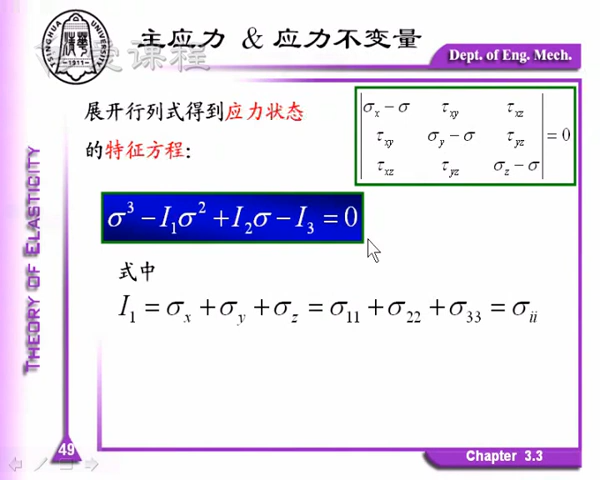 主应力 & 应力不变量
Dept. of Eng. Mech.
TSINGHUA UNIVERSITY
1911
展开行列式得到应力状态
的特征方程:
| σx − σ  τxy  τxz |
| τxy  σy − σ  τyz | = 0
| τxz  τyz  σz − σ |
σ³ − I₁σ² + I₂σ − I₃ = 0
式中
I₁ = σx + σy + σz = σ₁₁ + σ₂₂ + σ₃₃ = σii
THEORY OF ELASTICITY
49
Chapter 3.3